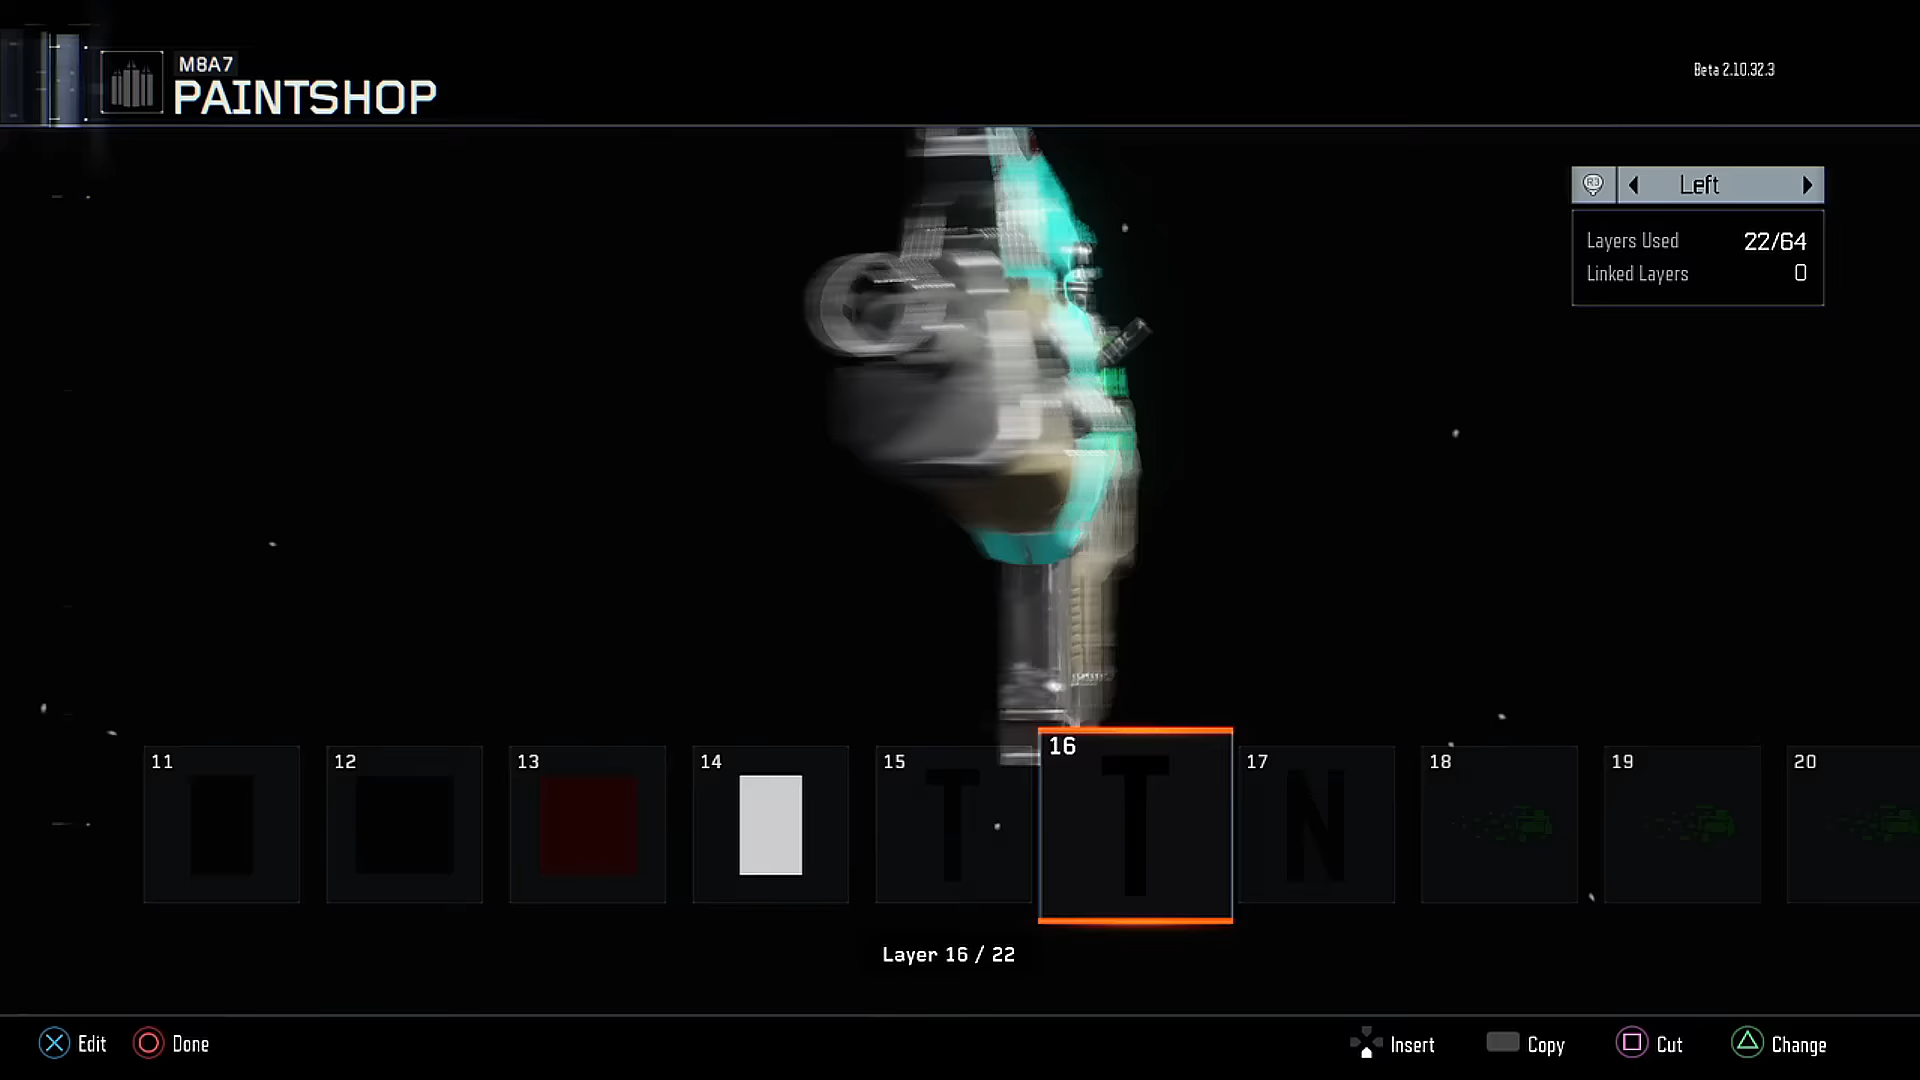 M8A7
PAINTSHOP
Beta 2.10.32.3
R3
Left
Layers Used 22/64
Linked Layers 0
11 12 13 14 15 16 17 18 19 20
T T N
Layer 16 / 22
Edit Done Insert Copy Cut Change